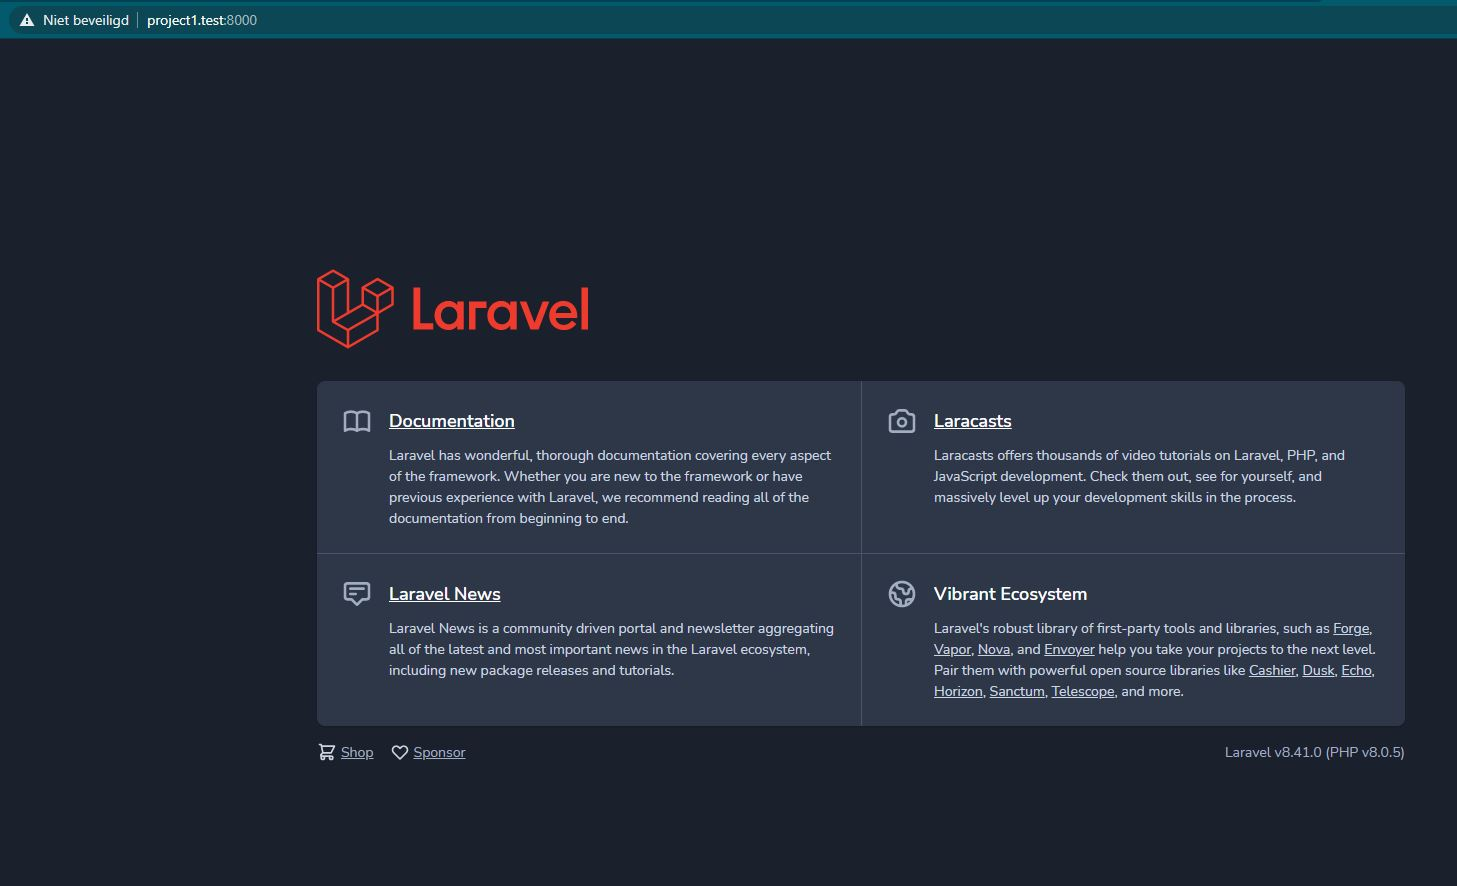 Niet beveiligd | project1.test:8000
Laravel
Documentation
Laravel has wonderful, thorough documentation covering every aspect
of the framework. Whether you are new to the framework or have
previous experience with Laravel, we recommend reading all of the
documentation from beginning to end.
Laracasts
Laracasts offers thousands of video tutorials on Laravel, PHP, and
JavaScript development. Check them out, see for yourself, and
massively level up your development skills in the process.
Laravel News
Laravel News is a community driven portal and newsletter aggregating
all of the latest and most important news in the Laravel ecosystem,
including new package releases and tutorials.
Vibrant Ecosystem
Laravel's robust library of first-party tools and libraries, such as Forge,
Vapor, Nova, and Envoyer help you take your projects to the next level.
Pair them with powerful open source libraries like Cashier, Dusk, Echo,
Horizon, Sanctum, Telescope, and more.
Shop Sponsor
Laravel v8.41.0 (PHP v8.0.5)